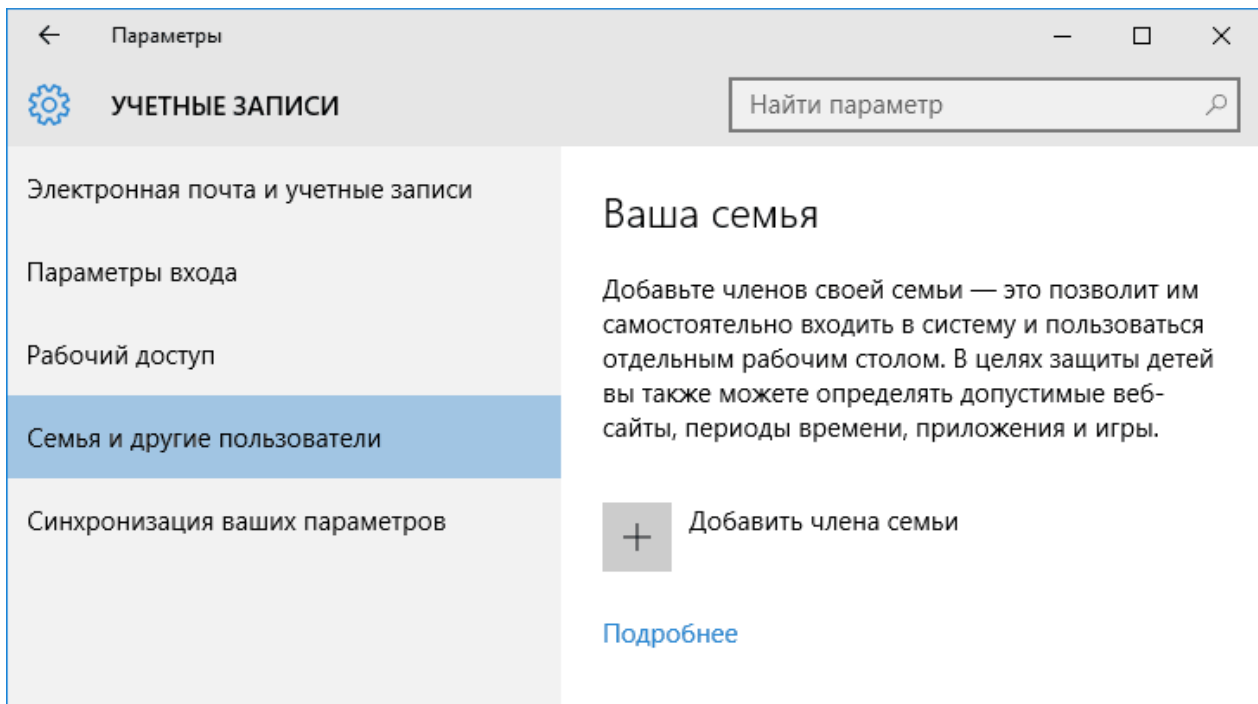 Параметры
УЧЕТНЫЕ ЗАПИСИ
Найти параметр
Электронная почта и учетные записи
Параметры входа
Рабочий доступ
Семья и другие пользователи
Синхронизация ваших параметров
Ваша семья
Добавьте членов своей семьи — это позволит им
самостоятельно входить в систему и пользоваться
отдельным рабочим столом. В целях защиты детей
вы также можете определять допустимые веб-
сайты, периоды времени, приложения и игры.
Добавить члена семьи
Подробнее